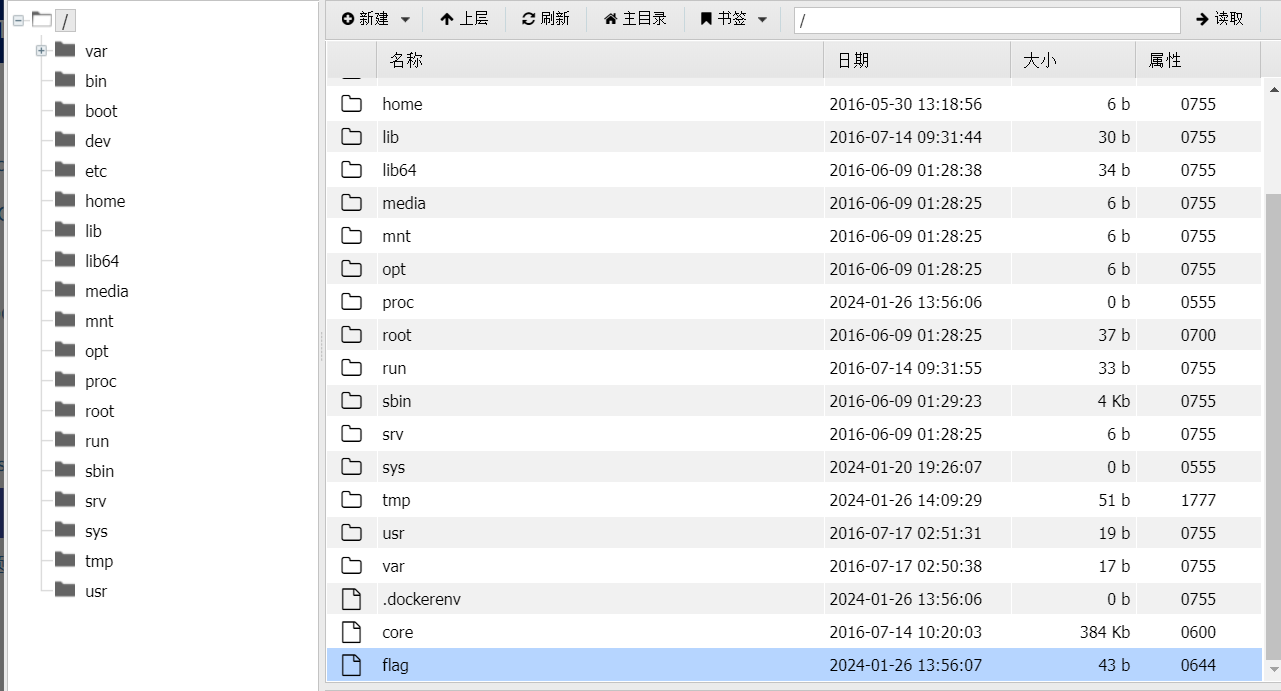 /
var
bin
boot
dev
etc
home
lib
lib64
media
mnt
opt
proc
root
run
sbin
srv
sys
tmp
usr
新建 上层 刷新 主目录 书签 / 读取
名称 日期 大小 属性
home 2016-05-30 13:18:56 6 b 0755
lib 2016-07-14 09:31:44 30 b 0755
lib64 2016-06-09 01:28:38 34 b 0755
media 2016-06-09 01:28:25 6 b 0755
mnt 2016-06-09 01:28:25 6 b 0755
opt 2016-06-09 01:28:25 6 b 0755
proc 2024-01-26 13:56:06 0 b 0555
root 2016-06-09 01:28:25 37 b 0700
run 2016-07-14 09:31:55 33 b 0755
sbin 2016-06-09 01:29:23 4 Kb 0755
srv 2016-06-09 01:28:25 6 b 0755
sys 2024-01-20 19:26:07 0 b 0555
tmp 2024-01-26 14:09:29 51 b 1777
usr 2016-07-17 02:51:31 19 b 0755
var 2016-07-17 02:50:38 17 b 0755
.dockerenv 2024-01-26 13:56:06 0 b 0755
core 2016-07-14 10:20:03 384 Kb 0600
flag 2024-01-26 13:56:07 43 b 0644